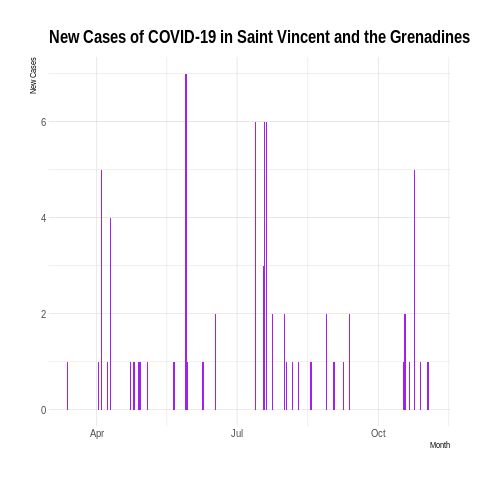 New Cases of COVID-19 in Saint Vincent and the Grenadines
New Cases
6
4
2
0
Apr
Jul
Oct
Month